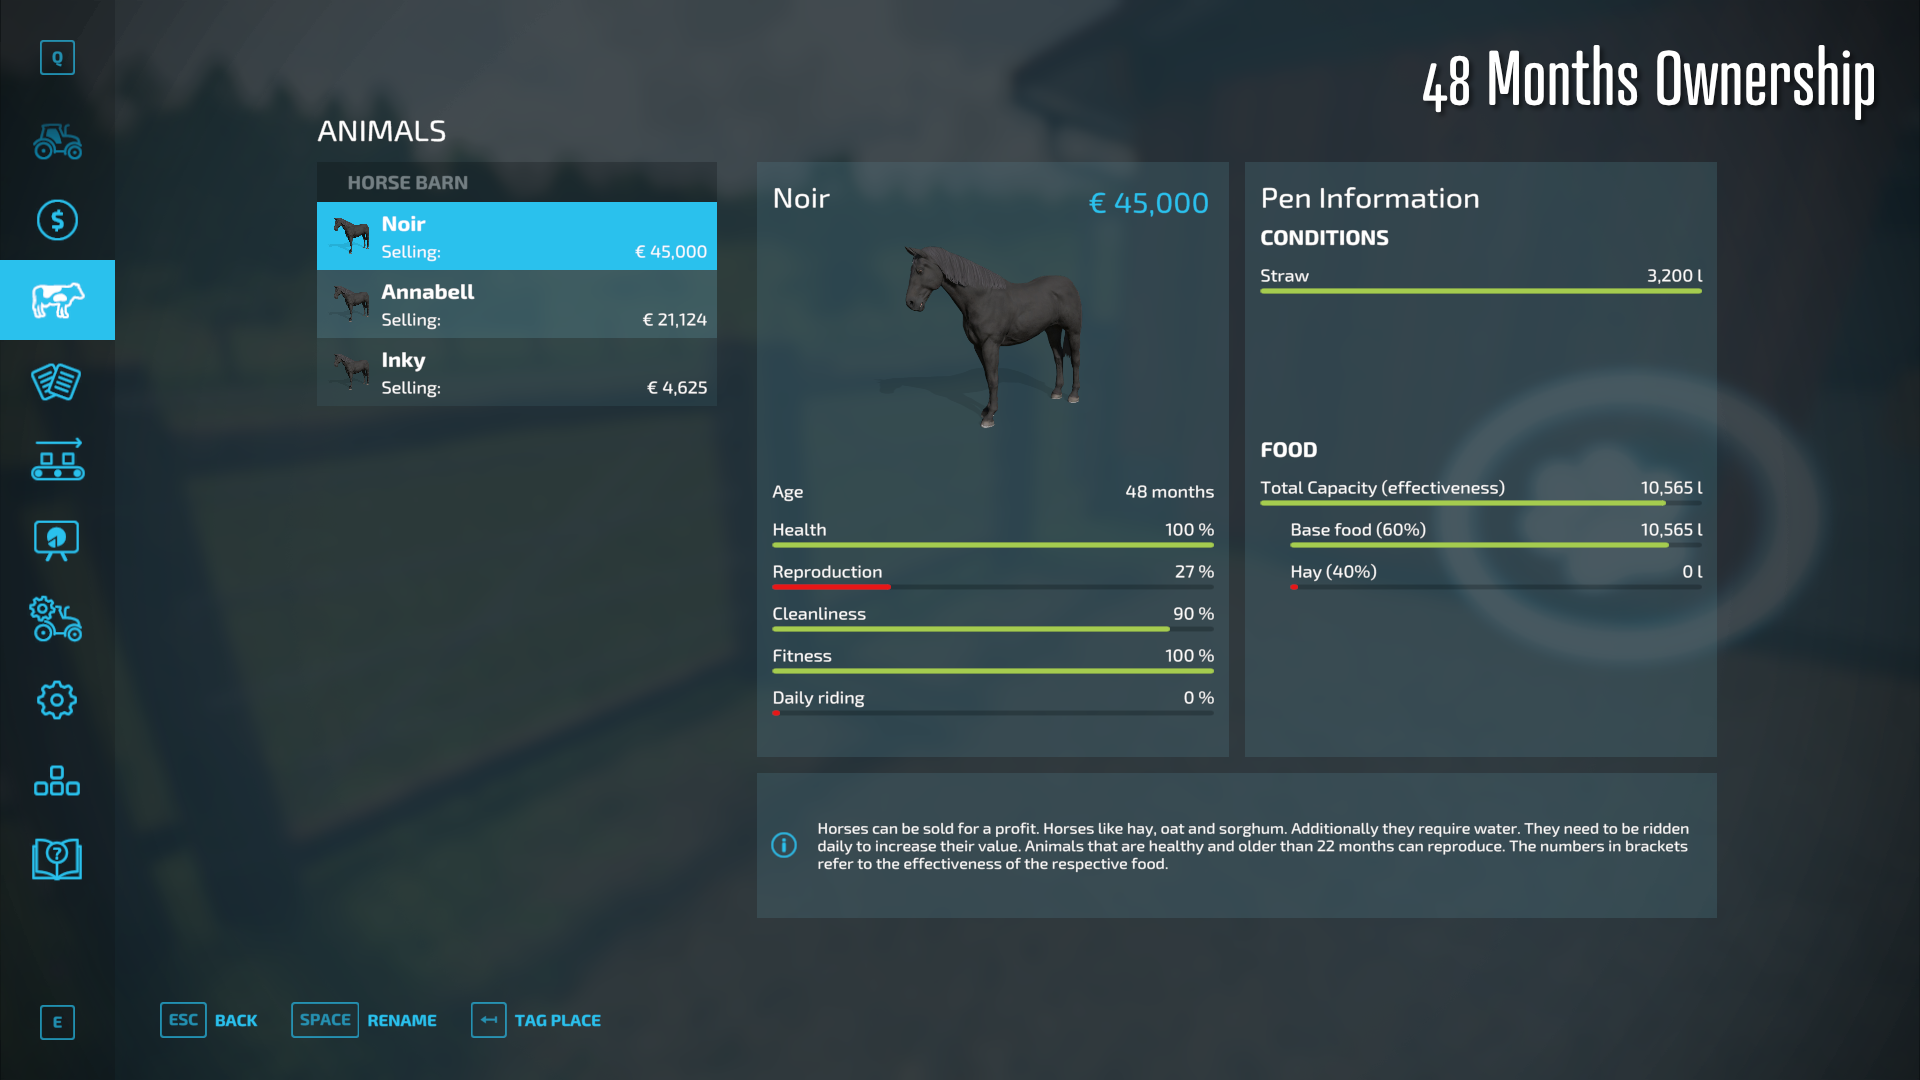 48 Months Ownership
Q
ANIMALS
HORSE BARN
Noir
Selling: € 45,000
Annabell
Selling: € 21,124
Inky
Selling: € 4,625
Noir € 45,000
Age 48 months
Health 100 %
Reproduction 27 %
Cleanliness 90 %
Fitness 100 %
Daily riding 0 %
Pen Information
CONDITIONS
Straw 3,200 l
FOOD
Total Capacity (effectiveness) 10,565 l
Base food (60%) 10,565 l
Hay (40%) 0 l
Horses can be sold for a profit. Horses like hay, oat and sorghum. Additionally they require water. They need to be ridden
daily to increase their value. Animals that are healthy and older than 22 months can reproduce. The numbers in brackets
refer to the effectiveness of the respective food.
E
ESC BACK SPACE RENAME TAG PLACE